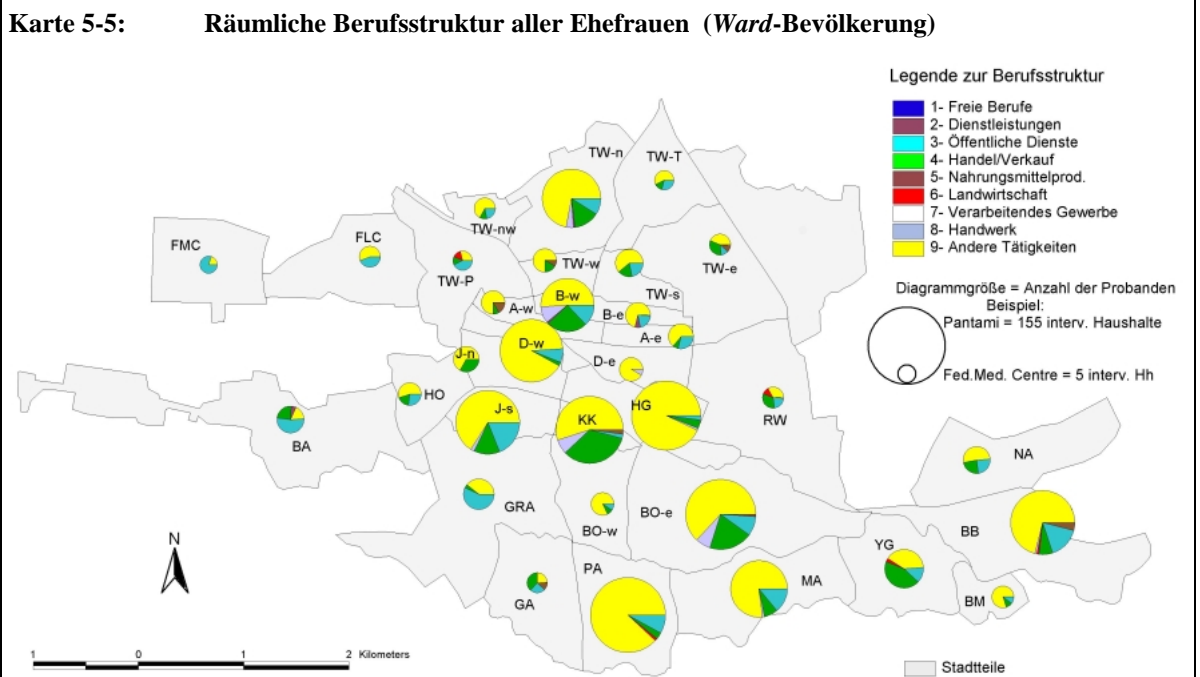 Karte 5-5: Räumliche Berufsstruktur aller Ehefrauen (Ward-Bevölkerung)
Legende zur Berufsstruktur
1- Freie Berufe
2- Dienstleistungen
3- Öffentliche Dienste
4- Handel/Verkauf
5- Nahrungsmittelprod.
6- Landwirtschaft
7- Verarbeitendes Gewerbe
8- Handwerk
9- Andere Tätigkeiten
Diagrammgröße = Anzahl der Probanden
Beispiel:
Pantami = 155 interv. Haushalte
Fed.Med. Centre = 5 interv. Hh
TW-n
TW-T
TW-nw
FLC
FMC
TW-P
TW-w
TW-e
TW-s
A-w
B-w
B-e
A-e
D-w
J-n
D-e
HO
J-s
KK
HG
RW
BA
NA
GRA
BO-w
BO-e
BB
YG
GA
PA
MA
BM
N
1 0 1 2 Kilometers
Stadtteile